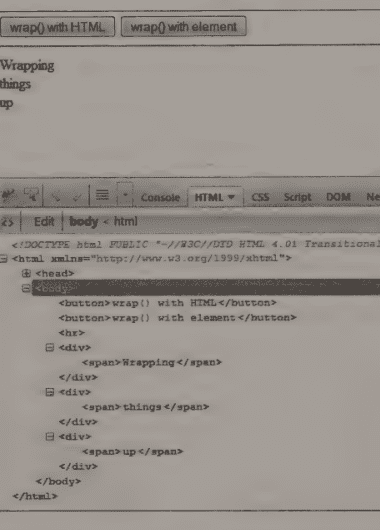 wrap() with HTML wrap() with element
Wrapping
things
up
Console HTML CSS Script DOM Ne
Edit body < html
<!DOCTYPE html PUBLIC "-//W3C//DTD HTML 4.01 Transitional
<html xmlns="http://www.w3.org/1999/xhtml">
<head>
<body>
<button>wrap() with HTML</button>
<button>wrap() with element</button>
<hr>
<div>
<span>Wrapping</span>
</div>
<div>
<span>things</span>
</div>
<div>
<span>up</span>
</div>
</body>
</html>